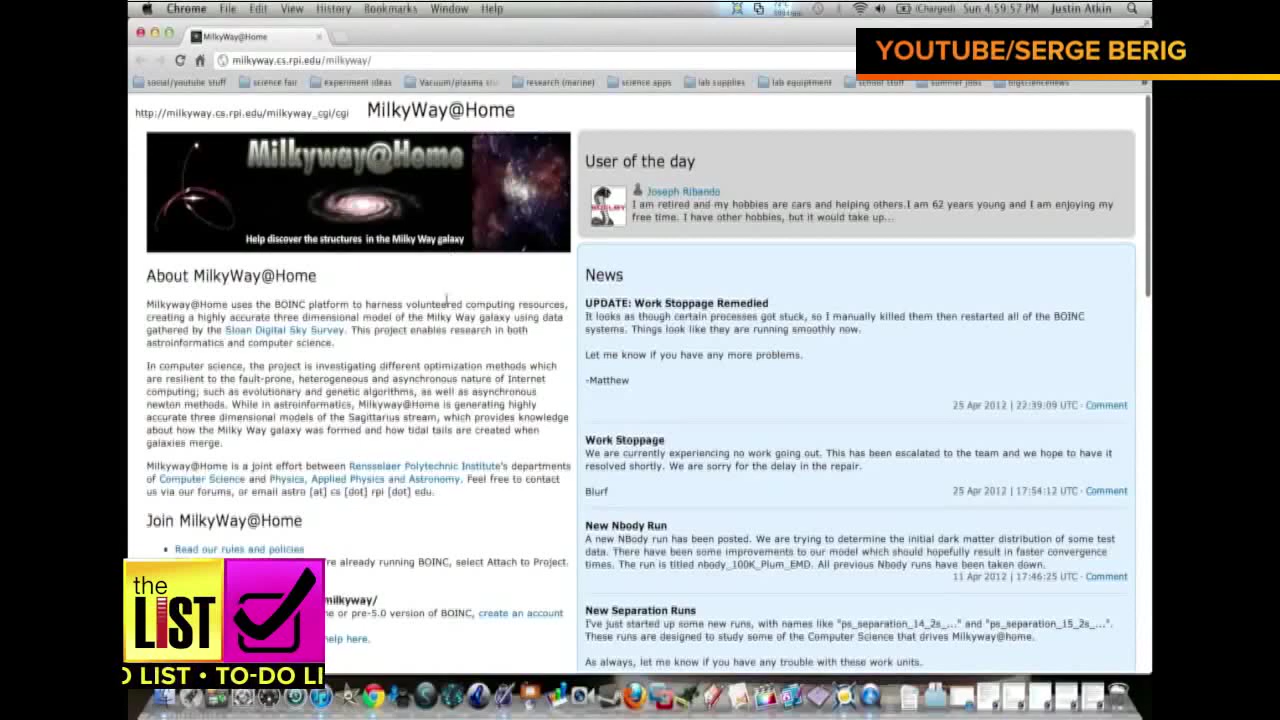 Chrome File Edit View History Bookmarks Window Help
(Charged) Sun 4:59:57 PM Justin Atkin
YOUTUBE/SERGE BERIG
MilkyWay@Home
milkyway.cs.rpi.edu/milkyway/
social/youtube stuff science fair experiment ideas Vacuum/plasma research (marine) science apps lab supplies lab equiptment school stuff summer jobs bigsciencenews
http://milkyway.cs.rpi.edu/milkyway_cgi/cgi MilkyWay@Home
Milkyway@Home
Help discover the structures in the Milky Way galaxy
About MilkyWay@Home
Milkyway@Home uses the BOINC platform to harness volunteered computing resources,
creating a highly accurate three dimensional model of the Milky Way galaxy using data
gathered by the Sloan Digital Sky Survey. This project enables research in both
astroinformatics and computer science.
In computer science, the project is investigating different optimization methods which
are resilient to the fault-prone, heterogeneous and asynchronous nature of Internet
computing; such as evolutionary and genetic algorithms, as well as asynchronous
newton methods. While in astroinformatics, Milkyway@Home is generating highly
accurate three dimensional models of the Sagittarius stream, which provides knowledge
about how the Milky Way galaxy was formed and how tidal tails are created when
galaxies merge.
Milkyway@Home is a joint effort between Rensselaer Polytechnic Institute's departments
of Computer Science and Physics, Applied Physics and Astronomy. Feel free to contact
us via our forums, or email astro [at] cs [dot] rpi [dot] edu.
Join MilkyWay@Home
Read our rules and policies
re already running BOINC, select Attach to Project.
milkyway/
e or pre-5.0 version of BOINC, create an account
help here.
User of the day
Joseph Ribando
I am retired and my hobbies are cars and helping others.I am 62 years young and I am enjoying my
free time. I have other hobbies, but it would take up...
News
UPDATE: Work Stoppage Remedied
It looks as though certain processes got stuck, so I manually killed them then restarted all of the BOINC
systems. Things look like they are running smoothly now.
Let me know if you have any more problems.
-Matthew
25 Apr 2012 | 22:39:09 UTC · Comment
Work Stoppage
We are currently experiencing no work going out. This has been escalated to the team and we hope to have it
resolved shortly. We are sorry for the delay in the repair.
Blurf
25 Apr 2012 | 17:54:12 UTC · Comment
New Nbody Run
A new NBody run has been posted. We are trying to determine the initial dark matter distribution of some test
data. There have been some improvements to our model which should hopefully result in faster convergence
times. The run is titled nbody_100K_Plum_EMD. All previous Nbody runs have been taken down.
11 Apr 2012 | 17:46:25 UTC · Comment
New Separation Runs
I've just started up some new runs, with names like "ps_separation_14_2s_..." and "ps_separation_15_2s_...".
These runs are designed to study some of the Computer Science that drives Milkyway@home.
As always, let me know if you have any trouble with these work units.
the
LIST
O LIST • TO-DO LI